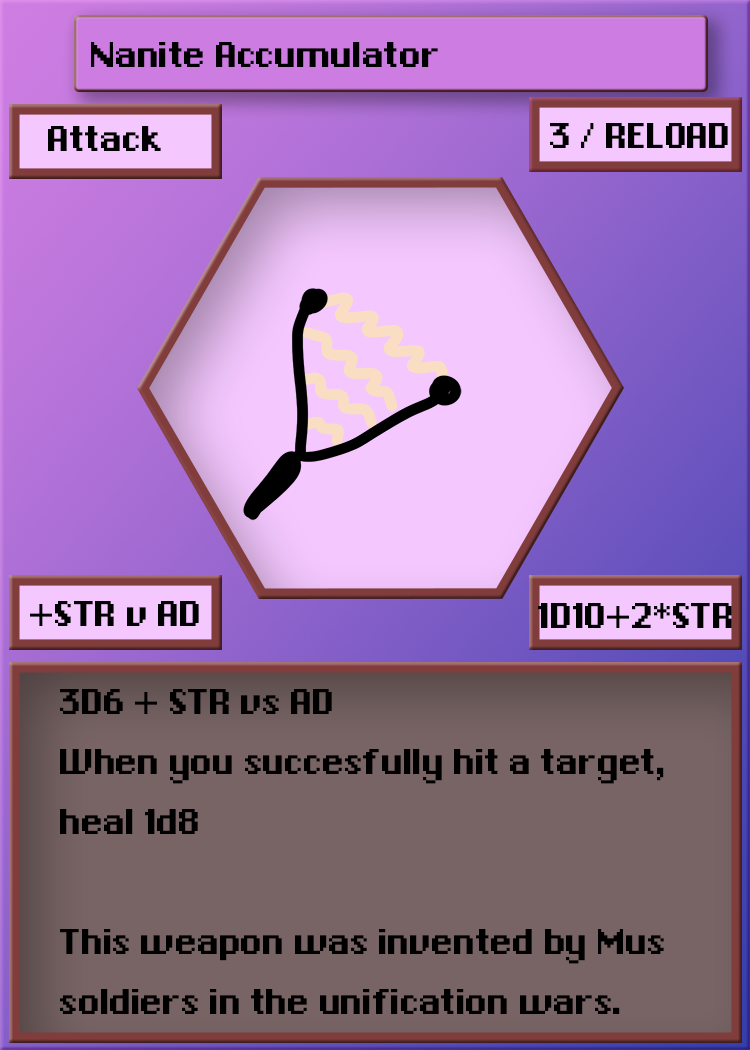 Nanite Accumulator
Attack
3 / RELOAD
+STR v AD
1D10+2*STR
3D6 + STR vs AD
When you succesfully hit a target,
heal 1d8
This weapon was invented by Mus
soldiers in the unification wars.